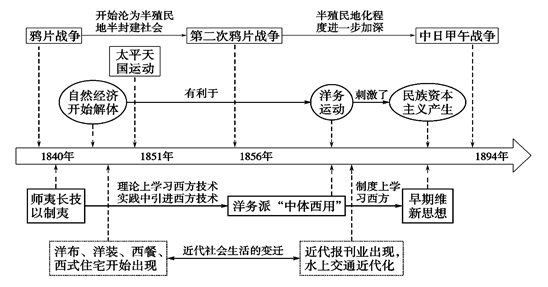 开始沦为半殖民
地半封建社会
半殖民地化程
度进一步加深
鸦片战争
第二次鸦片战争
中日甲午战争
太平天
国运动
自然经济
开始解体
有利于
洋务
运动
刺激了
民族资本
主义产生
1840年
1851年
1856年
1894年
师夷长技
以制夷
理论上学习西方技术
实践中引进西方技术
洋务派“中体西用”
制度上学
习西方
早期维
新思想
洋布、洋装、西餐、
西式住宅开始出现
近代社会生活的变迁
近代报刊业出现,
水上交通近代化